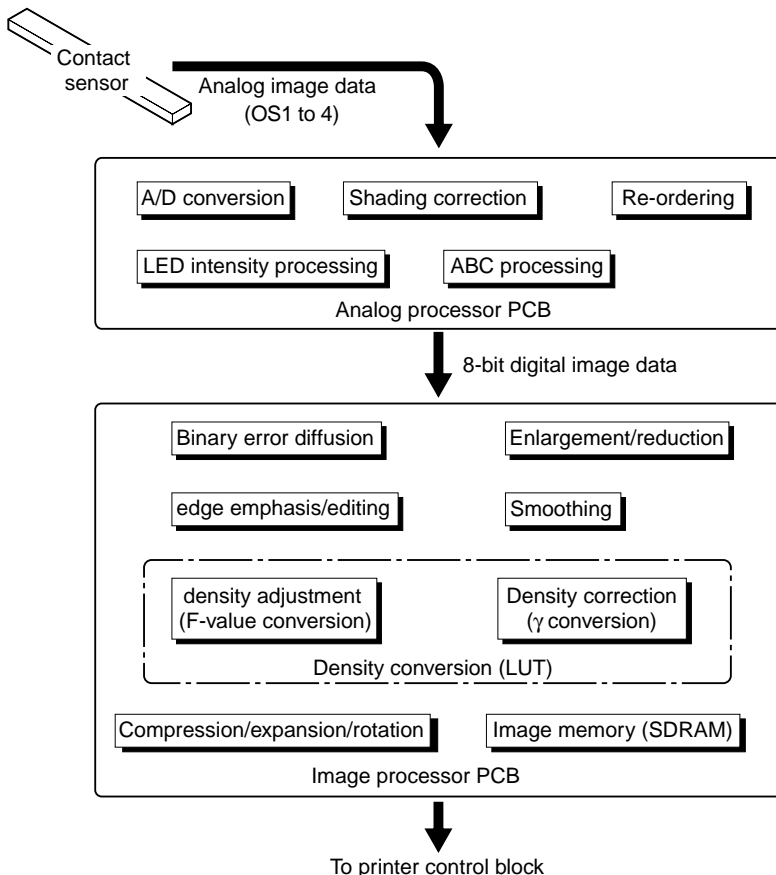 Contact
sensor
Analog image data
(OS1 to 4)
A/D conversion
Shading correction
Re-ordering
LED intensity processing
ABC processing
Analog processor PCB
8-bit digital image data
Binary error diffusion
Enlargement/reduction
edge emphasis/editing
Smoothing
density adjustment
(F-value conversion)
Density correction
(γ conversion)
Density conversion (LUT)
Compression/expansion/rotation
Image memory (SDRAM)
Image processor PCB
To printer control block